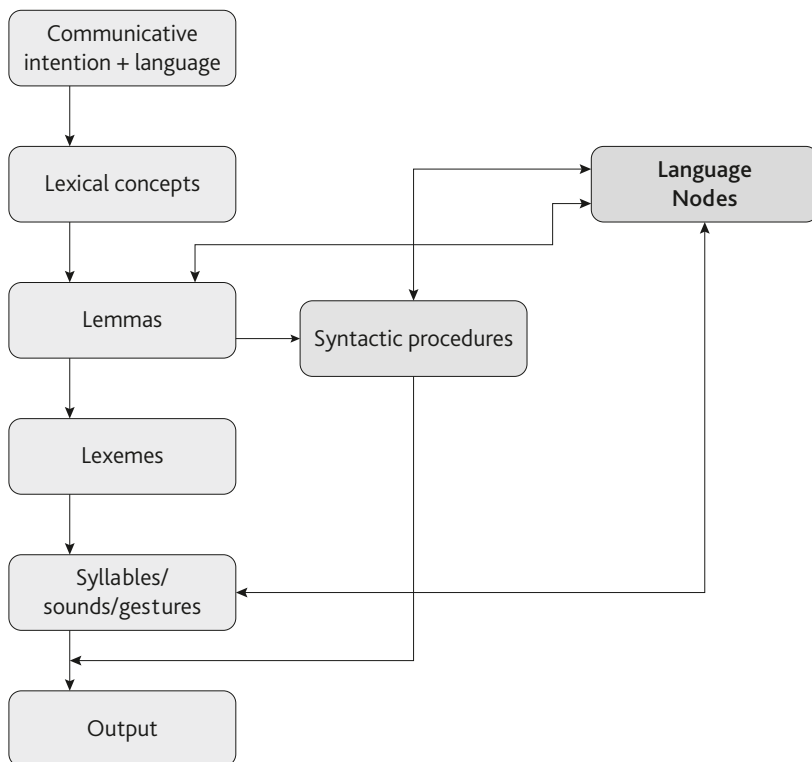 Communicative
intention + language
Lexical concepts
Language
Nodes
Lemmas
Syntactic procedures
Lexemes
Syllables/
sounds/gestures
Output